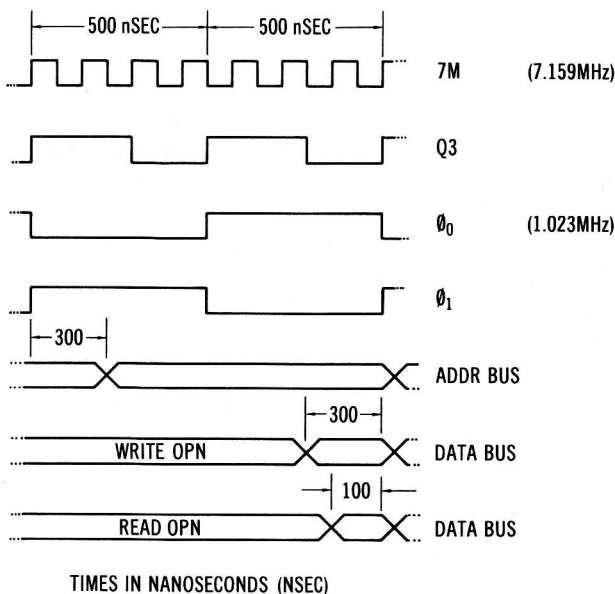 500 nSEC 500 nSEC
7M (7.159MHz)
Q3
Ø0 (1.023MHz)
Ø1
300
ADDR BUS
300
WRITE OPN DATA BUS
100
READ OPN DATA BUS
TIMES IN NANOSECONDS (NSEC)